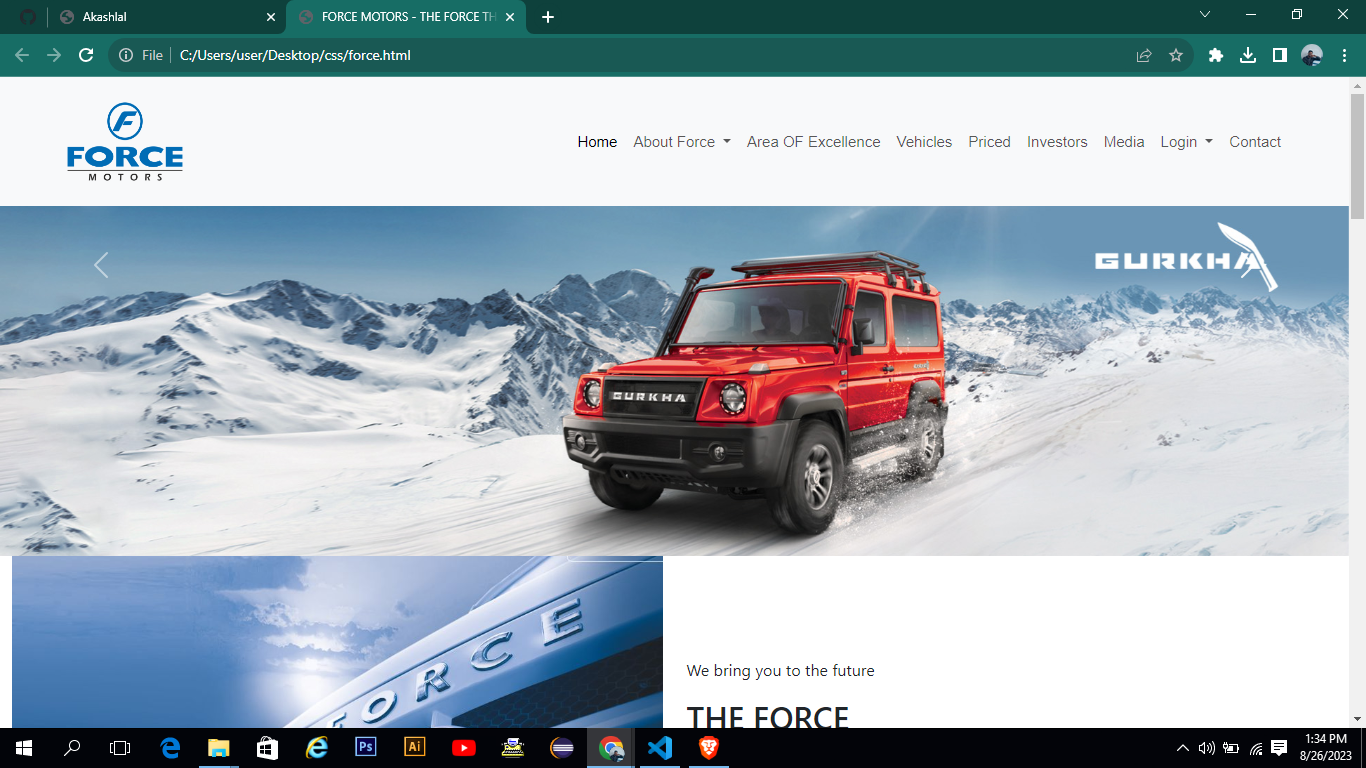 Akashlal
FORCE MOTORS - THE FORCE TH
File
C:/Users/user/Desktop/css/force.html
F
FORCE
MOTORS
Home About Force Area OF Excellence Vehicles Priced Investors Media Login Contact
GURKHA
GURKHA
FORCE
We bring you to the future
THE FORCE
Ps
Ai
1:34 PM
8/26/2023